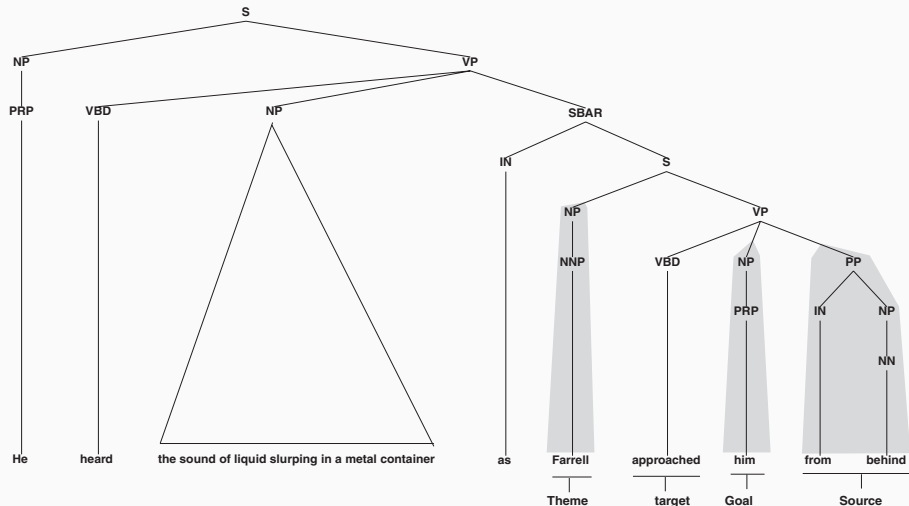 S
NP VP
PRP VBD NP SBAR
IN S
NP VP
NNP VBD NP PP
PRP IN NP
NN
He heard the sound of liquid slurping in a metal container as Farrell approached him from behind
Theme target Goal Source